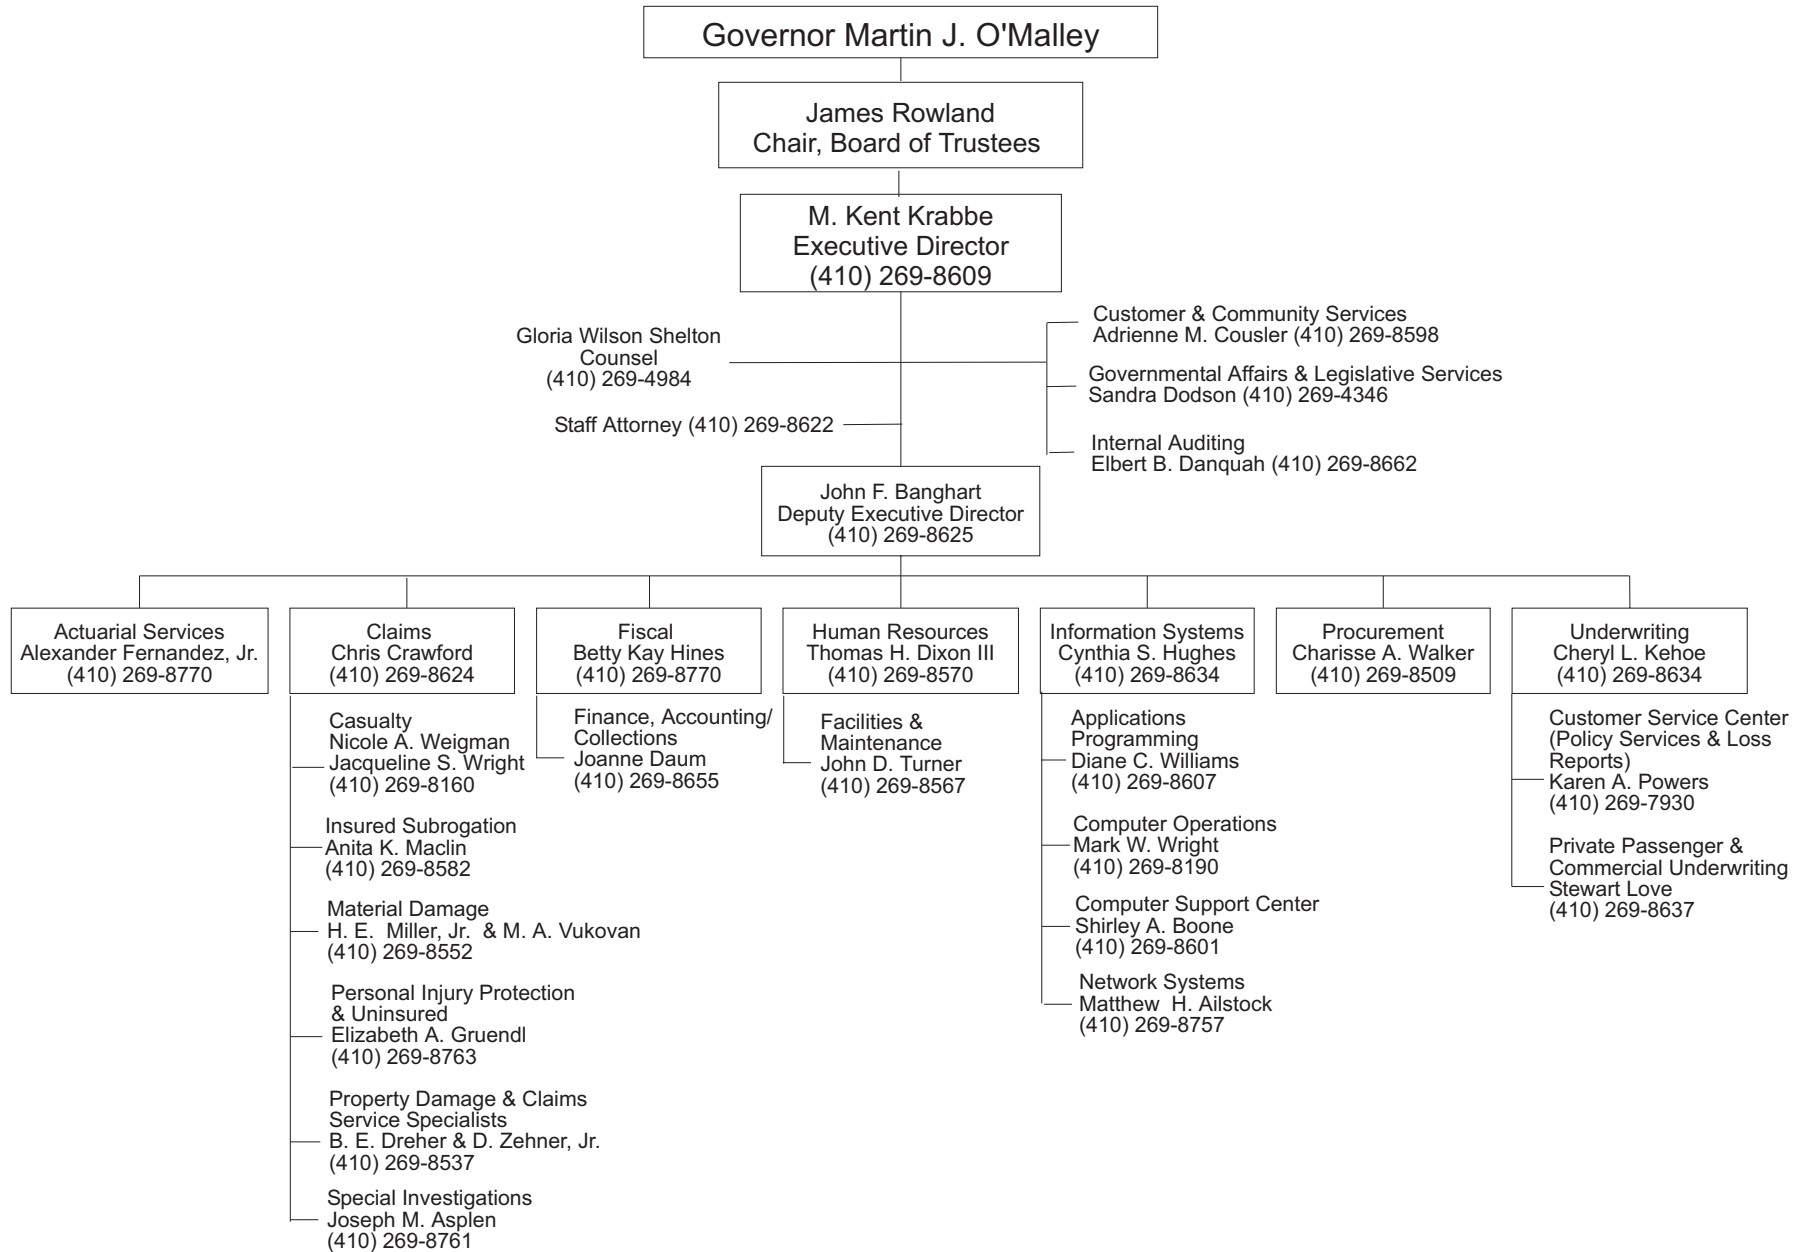 Governor Martin J. O'Malley
James Rowland
Chair, Board of Trustees
M. Kent Krabbe
Executive Director
(410) 269-8609
Gloria Wilson Shelton
Counsel
(410) 269-4984
Staff Attorney (410) 269-8622
Customer & Community Services
Adrienne M. Cousler (410) 269-8598
Governmental Affairs & Legislative Services
Sandra Dodson (410) 269-4346
Internal Auditing
Elbert B. Danquah (410) 269-8662
John F. Banghart
Deputy Executive Director
(410) 269-8625
Actuarial Services
Alexander Fernandez, Jr.
(410) 269-8770
Claims
Chris Crawford
(410) 269-8624
Casualty
Nicole A. Weigman
Jacqueline S. Wright
(410) 269-8160
Insured Subrogation
Anita K. Maclin
(410) 269-8582
Material Damage
H. E. Miller, Jr. & M. A. Vukovan
(410) 269-8552
Personal Injury Protection
& Uninsured
Elizabeth A. Gruendl
(410) 269-8763
Property Damage & Claims
Service Specialists
B. E. Dreher & D. Zehner, Jr.
(410) 269-8537
Special Investigations
Joseph M. Asplen
(410) 269-8761
Fiscal
Betty Kay Hines
(410) 269-8770
Finance, Accounting/
Collections
Joanne Daum
(410) 269-8655
Human Resources
Thomas H. Dixon III
(410) 269-8570
Facilities &
Maintenance
John D. Turner
(410) 269-8567
Information Systems
Cynthia S. Hughes
(410) 269-8634
Applications
Programming
Diane C. Williams
(410) 269-8607
Computer Operations
Mark W. Wright
(410) 269-8190
Computer Support Center
Shirley A. Boone
(410) 269-8601
Network Systems
Matthew H. Ailstock
(410) 269-8757
Procurement
Charisse A. Walker
(410) 269-8509
Underwriting
Cheryl L. Kehoe
(410) 269-8634
Customer Service Center
(Policy Services & Loss
Reports)
Karen A. Powers
(410) 269-7930
Private Passenger &
Commercial Underwriting
Stewart Love
(410) 269-8637